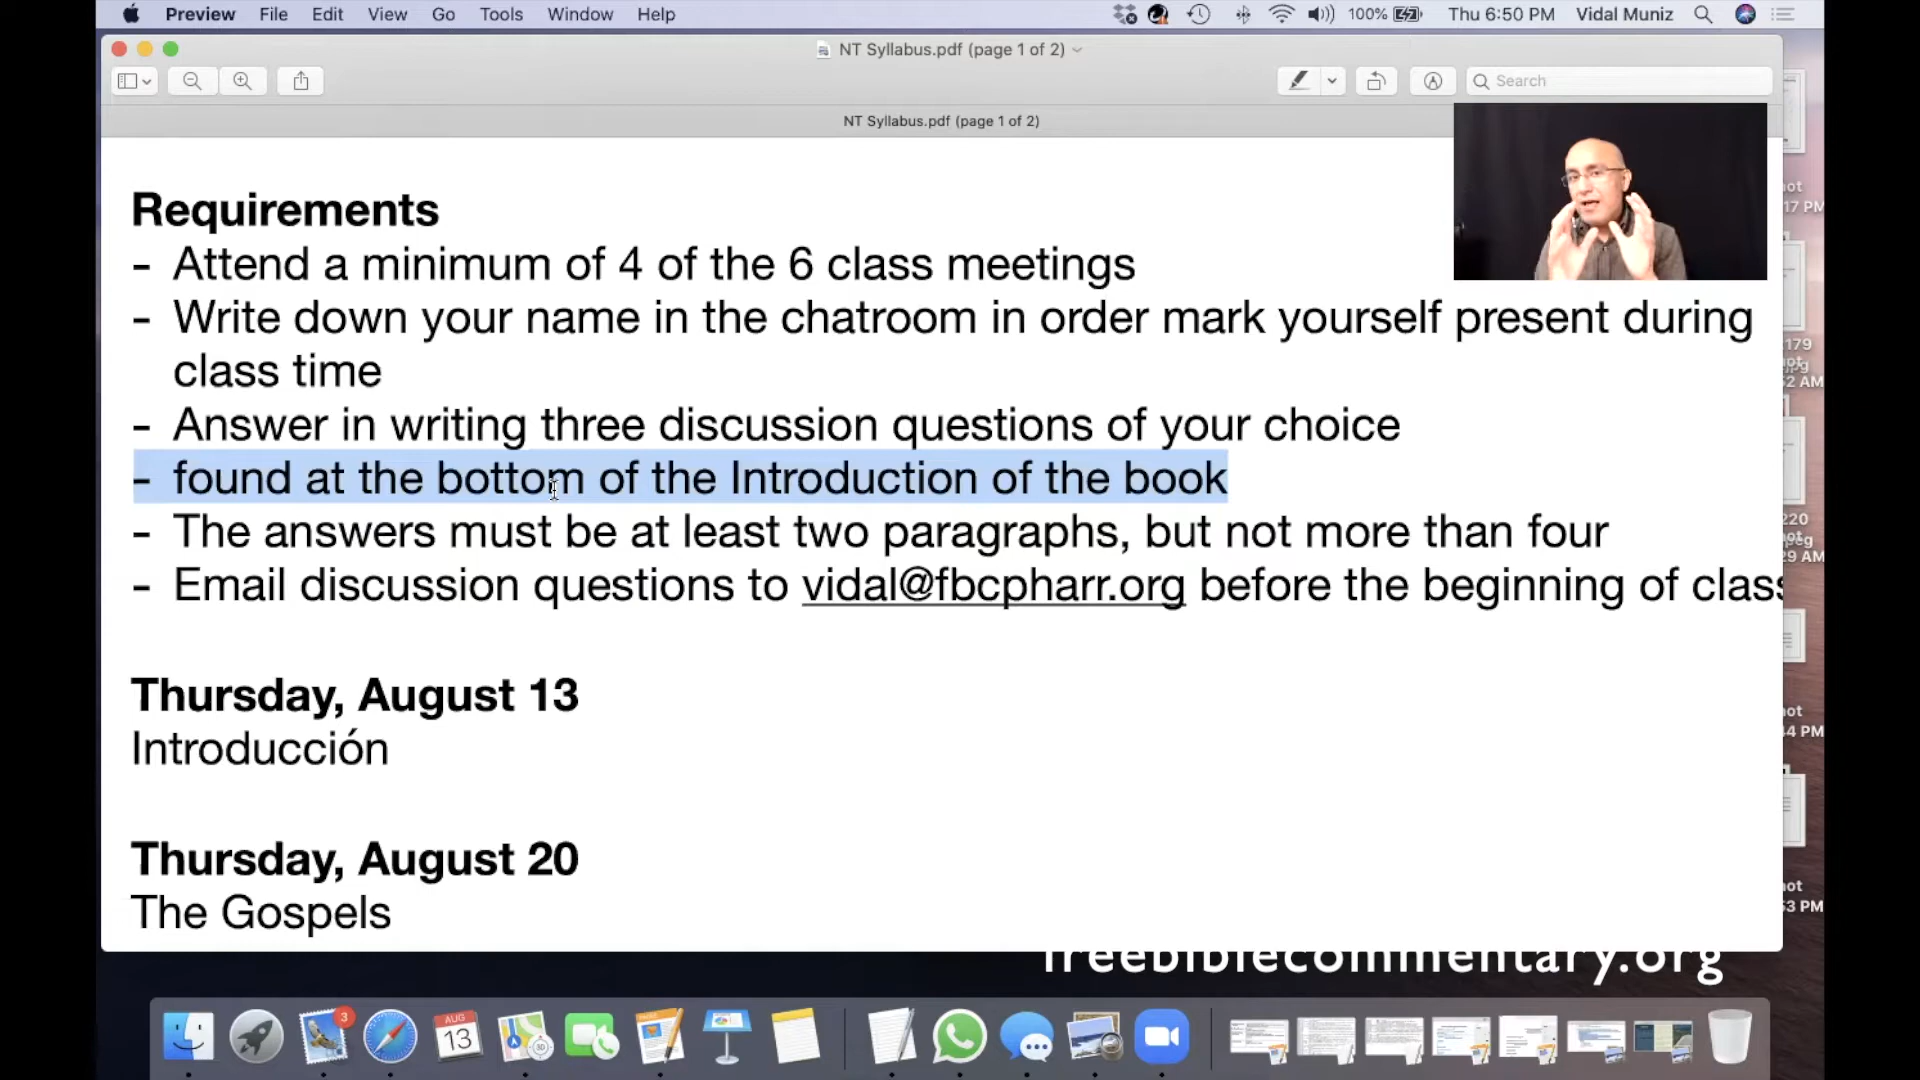 Preview File Edit View Go Tools Window Help 100% Thu 6:50 PM Vidal Muniz
NT Syllabus.pdf (page 1 of 2)
Search
NT Syllabus.pdf (page 1 of 2)
Requirements
- Attend a minimum of 4 of the 6 class meetings
- Write down your name in the chatroom in order mark yourself present during
class time
- Answer in writing three discussion questions of your choice
- found at the bottom of the Introduction of the book
- The answers must be at least two paragraphs, but not more than four
- Email discussion questions to vidal@fbcpharr.org before the beginning of class
Thursday, August 13
Introducción
Thursday, August 20
The Gospels
freebiblecommentary.org
3
AUG
13